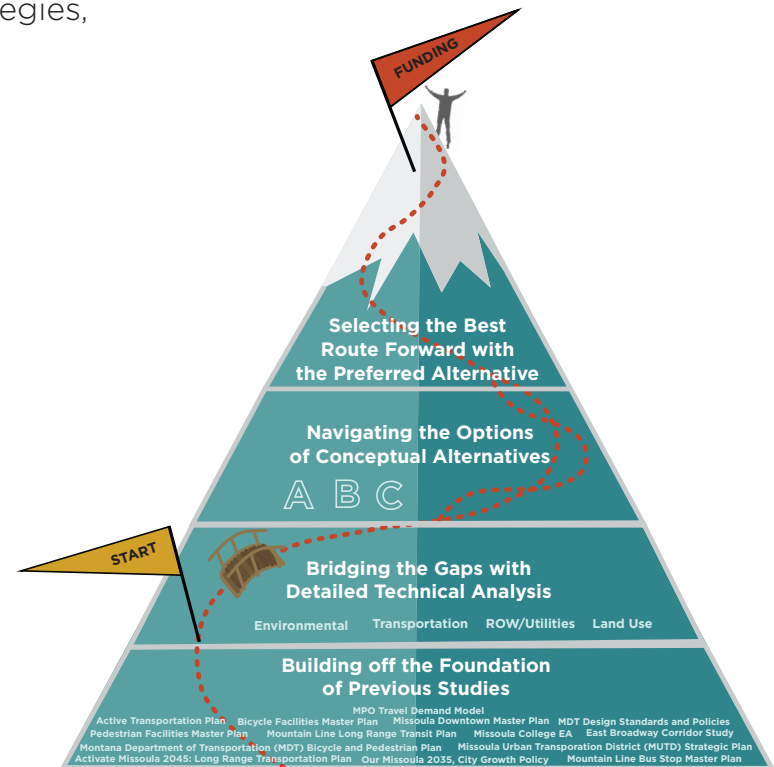 egies,
FUNDING
Selecting the Best
Route Forward with
the Preferred Alternative
Navigating the Options
of Conceptual Alternatives
A B C
START
Bridging the Gaps with
Detailed Technical Analysis
Environmental Transportation ROW/Utilities Land Use
Building off the Foundation
of Previous Studies
MPO Travel Demand Model
Active Transportation Plan Bicycle Facilities Master Plan Missoula Downtown Master Plan MDT Design Standards and Policies
Pedestrian Facilities Master Plan Mountain Line Long Range Transit Plan Missoula College EA East Broadway Corridor Study
Montana Department of Transportation (MDT) Bicycle and Pedestrian Plan Missoula Urban Transportation District (MUTD) Strategic Plan
Activate Missoula 2045: Long Range Transportation Plan Our Missoula 2035, City Growth Policy Mountain Line Bus Stop Master Plan